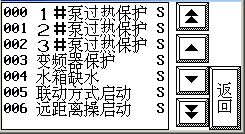 000 1#泵过热保护 S
001 2#泵过热保护 S
002 3#泵过热保护 S
003 变频器保护 S
004 水箱缺水 S
005 联动方式启动 S
006 远距离操启动 S
返回